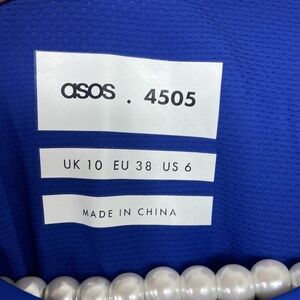 asos . 4505
UK 10 EU 38 US 6
MADE IN CHINA